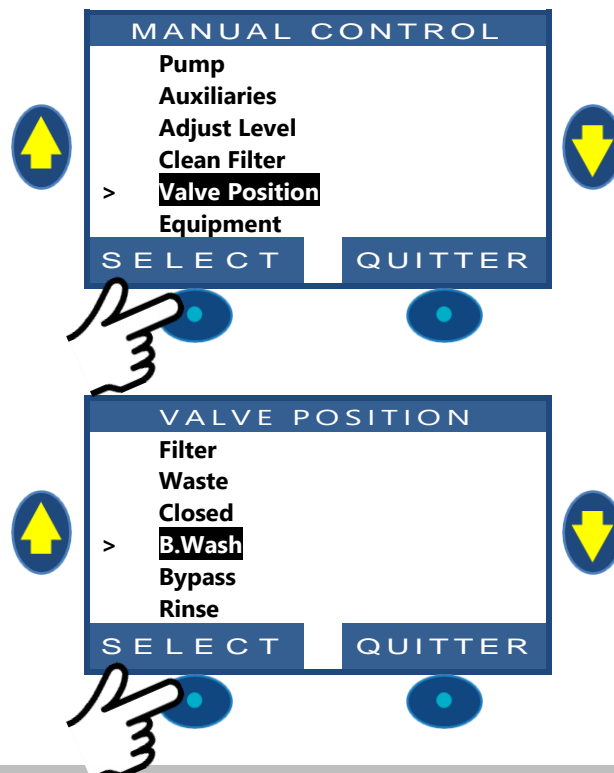 MANUAL CONTROL
Pump
Auxiliaries
Adjust Level
Clean Filter
> Valve Position
Equipment
SELECT QUITTER
VALVE POSITION
Filter
Waste
Closed
> B.Wash
Bypass
Rinse
SELECT QUITTER